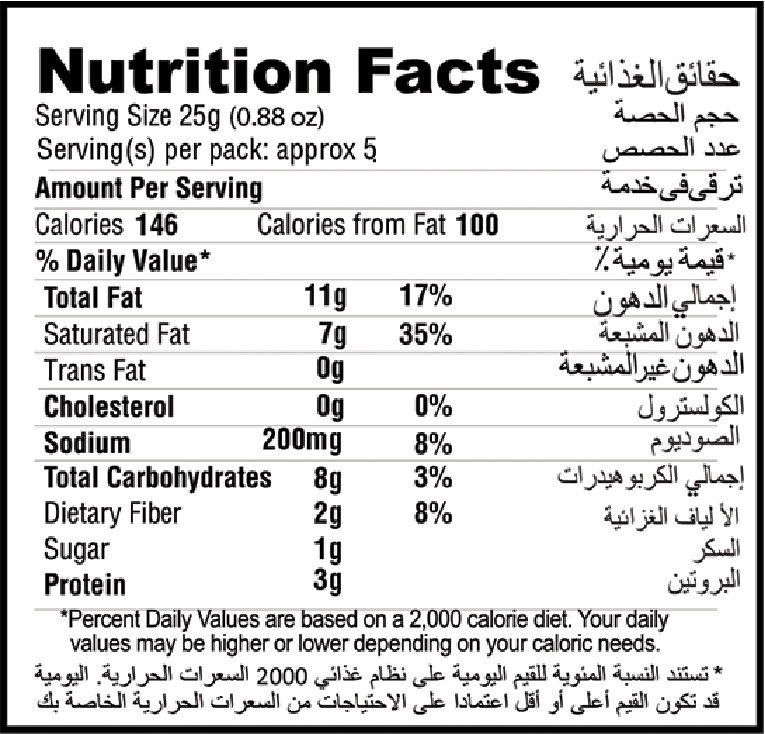 Nutrition Facts حقائق الغذائية
Serving Size 25g (0.88 oz) حجم الحصة
Serving(s) per pack: approx 5 عدد الحصص
Amount Per Serving ترقى فى خدمة
Calories 146 Calories from Fat 100 السعرات الحرارية
% Daily Value* *قيمة يومية٪
Total Fat 11g 17% إجمالي الدهون
Saturated Fat 7g 35% الدهون المشبعة
Trans Fat 0g الدهون غير المشبعة
Cholesterol 0g 0% الكولسترول
Sodium 200mg 8% الصوديوم
Total Carbohydrates 8g 3% إجمالي الكربوهيدرات
Dietary Fiber 2g 8% الألياف الغزائية
Sugar 1g السكر
Protein 3g البروتين
*Percent Daily Values are based on a 2,000 calorie diet. Your daily
values may be higher or lower depending on your caloric needs.
* تستند النسبة المئوية للقيم اليومية على نظام غذائي 2000 السعرات الحرارية. اليومية
قد تكون القيم أعلى أو أقل اعتمادا على الاحتياجات من السعرات الحرارية الخاصة بك